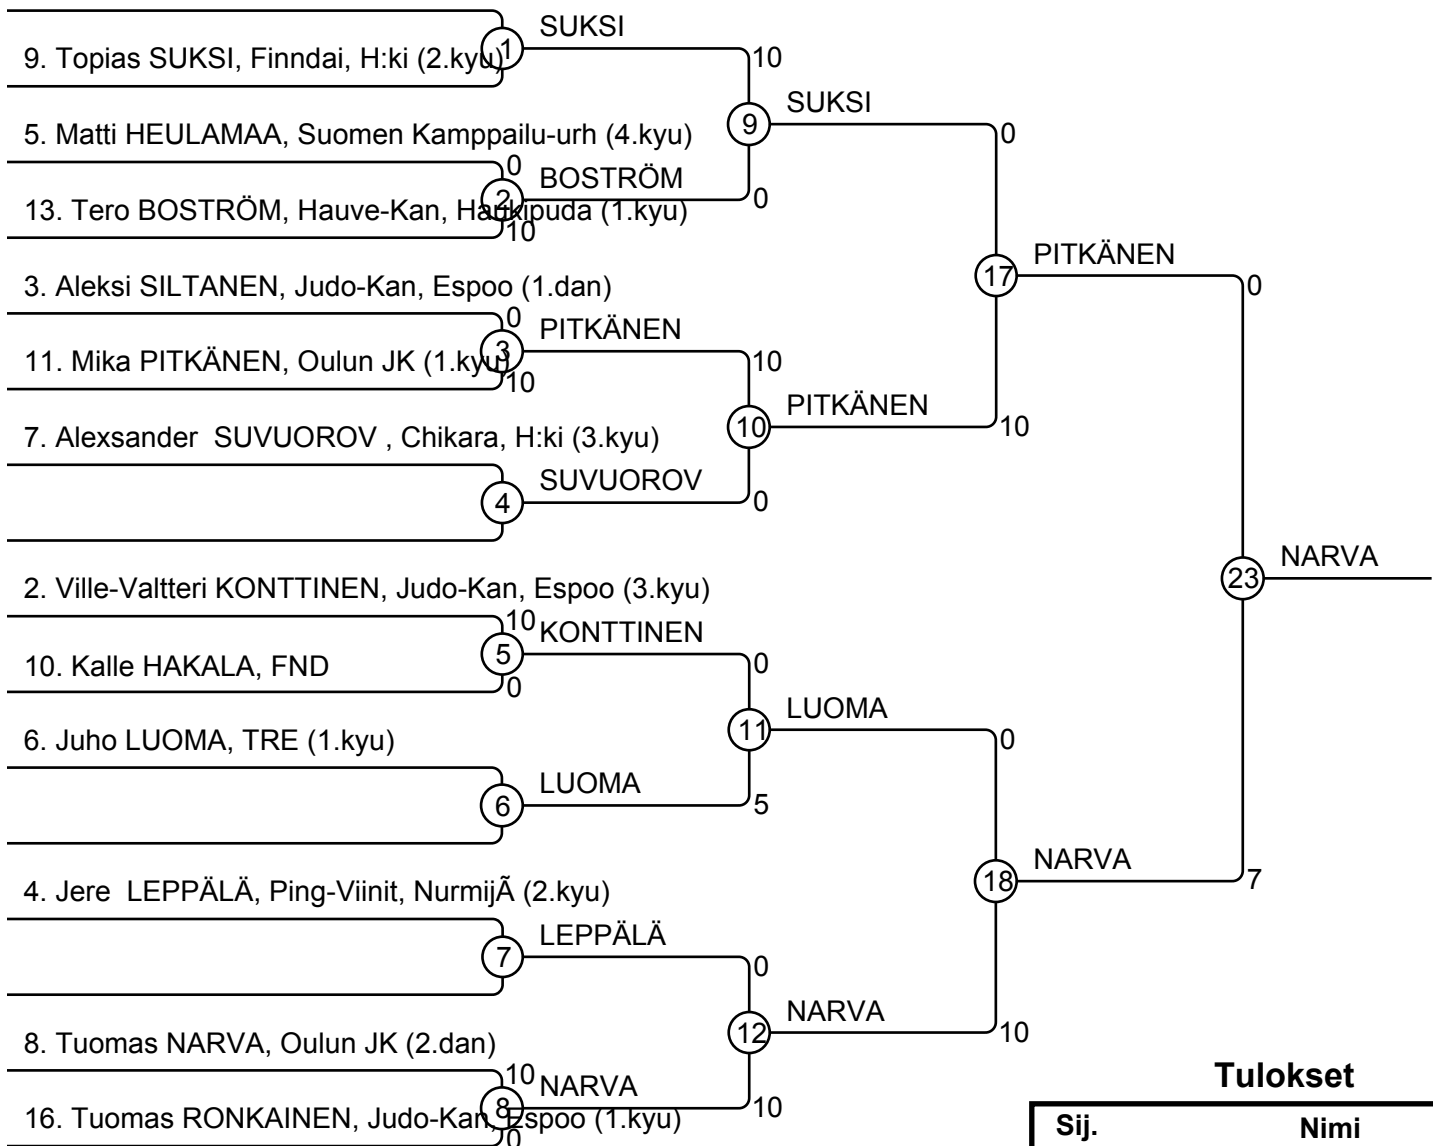 SUKSI
9. Topias SUKSI, Finndai, H:ki (2.kyu)
1
10
SUKSI
5. Matti HEULAMAA, Suomen Kamppailu-urh (4.kyu)
9
0
0
BOSTRÖM
2
0
13. Tero BOSTRÖM, Hauve-Kan, Haukipuda (1.kyu)
10
PITKÄNEN
17
0
3. Aleksi SILTANEN, Judo-Kan, Espoo (1.dan)
0
PITKÄNEN
3
10
11. Mika PITKÄNEN, Oulun JK (1.kyu)
10
PITKÄNEN
10
10
7. Alexsander SUVUOROV , Chikara, H:ki (3.kyu)
SUVUOROV
4
0
NARVA
23
2. Ville-Valtteri KONTTINEN, Judo-Kan, Espoo (3.kyu)
10
KONTTINEN
5
0
10. Kalle HAKALA, FND
0
LUOMA
11
0
6. Juho LUOMA, TRE (1.kyu)
LUOMA
6
5
NARVA
18
7
4. Jere LEPPÄLÄ, Ping-Viinit, NurmijÃ (2.kyu)
LEPPÄLÄ
7
0
NARVA
12
10
8. Tuomas NARVA, Oulun JK (2.dan)
10
NARVA
8
10
16. Tuomas RONKAINEN, Judo-Kan, Espoo (1.kyu)
0
Tulokset
Sij. Nimi